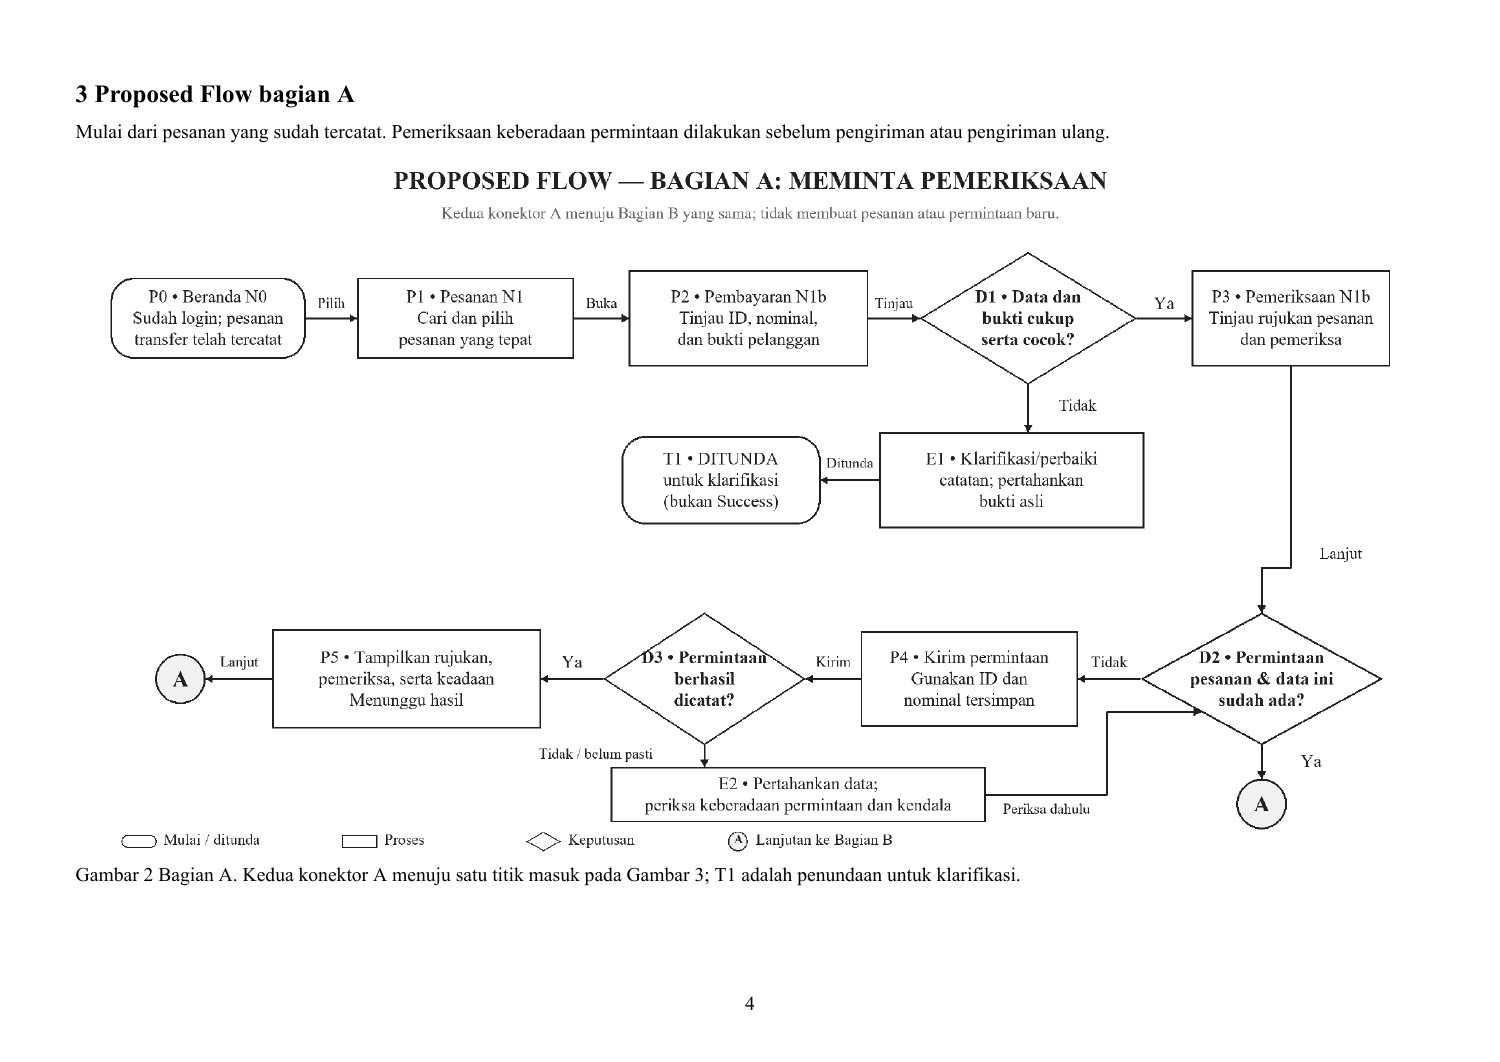 3 Proposed Flow bagian A
Mulai dari pesanan yang sudah tercatat. Pemeriksaan keberadaan permintaan dilakukan sebelum pengiriman atau pengiriman ulang.
PROPOSED FLOW — BAGIAN A: MEMINTA PEMERIKSAAN
Kedua konektor A menuju Bagian B yang sama; tidak membuat pesanan atau permintaan baru.
P0 • Beranda N0
Sudah login; pesanan
transfer telah tercatat
Pilih
P1 • Pesanan N1
Cari dan pilih
pesanan yang tepat
Buka
P2 • Pembayaran N1b
Tinjau ID, nominal,
dan bukti pelanggan
Tinjau
D1 • Data dan
bukti cukup
serta cocok?
Ya
P3 • Pemeriksaan N1b
Tinjau rujukan pesanan
dan pemeriksa
Tidak
T1 • DITUNDA
untuk klarifikasi
(bukan Success)
Ditunda
E1 • Klarifikasi/perbaiki
catatan; pertahankan
bukti asli
Lanjut
A
Lanjut
P5 • Tampilkan rujukan,
pemeriksa, serta keadaan
Menunggu hasil
Ya
D3 • Permintaan
berhasil
dicatat?
Kirim
P4 • Kirim permintaan
Gunakan ID dan
nominal tersimpan
Tidak
D2 • Permintaan
pesanan & data ini
sudah ada?
Tidak / belum pasti
E2 • Pertahankan data;
periksa keberadaan permintaan dan kendala
Periksa dahulu
Ya
A
Mulai / ditunda
Proses
Keputusan
A Lanjutan ke Bagian B
Gambar 2 Bagian A. Kedua konektor A menuju satu titik masuk pada Gambar 3; T1 adalah penundaan untuk klarifikasi.
4